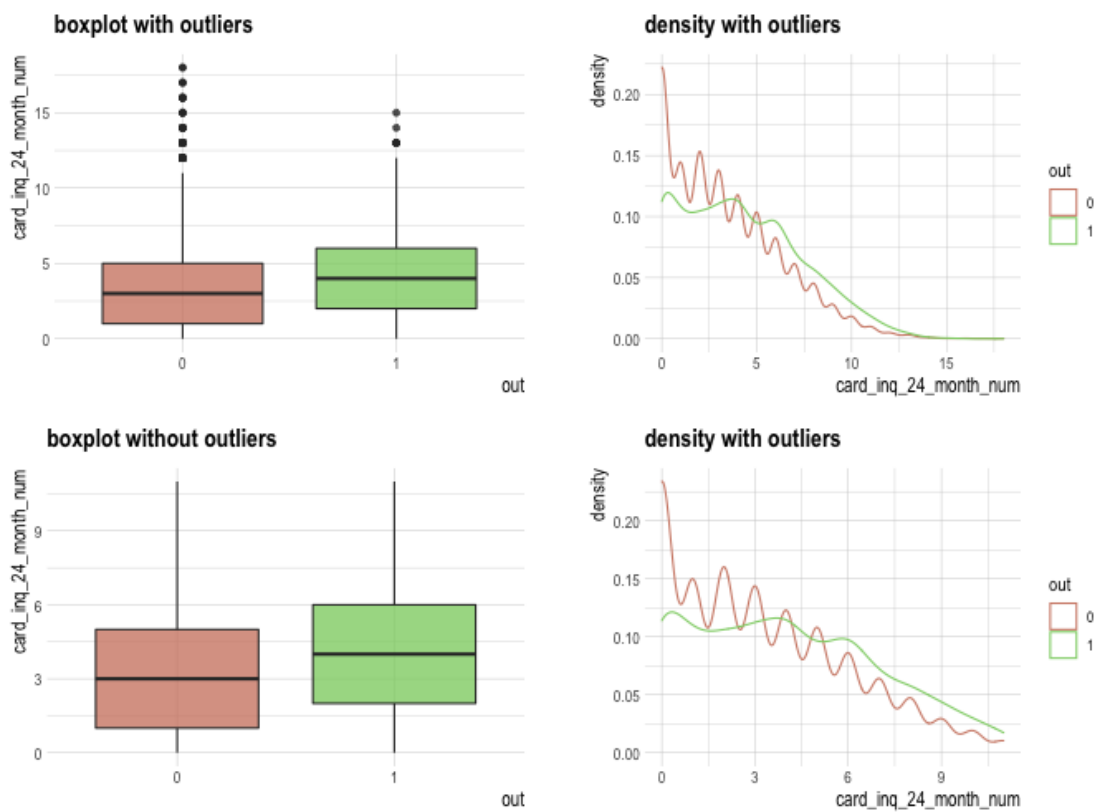 boxplot with outliers
card_inq_24_month_num
15
10
5
0
0
1
out
density with outliers
density
0.20
0.15
0.10
0.05
0.00
0
5
10
15
card_inq_24_month_num
out
0
1
boxplot without outliers
card_inq_24_month_num
9
6
3
0
0
1
out
density with outliers
density
0.20
0.15
0.10
0.05
0.00
0
3
6
9
card_inq_24_month_num
out
0
1